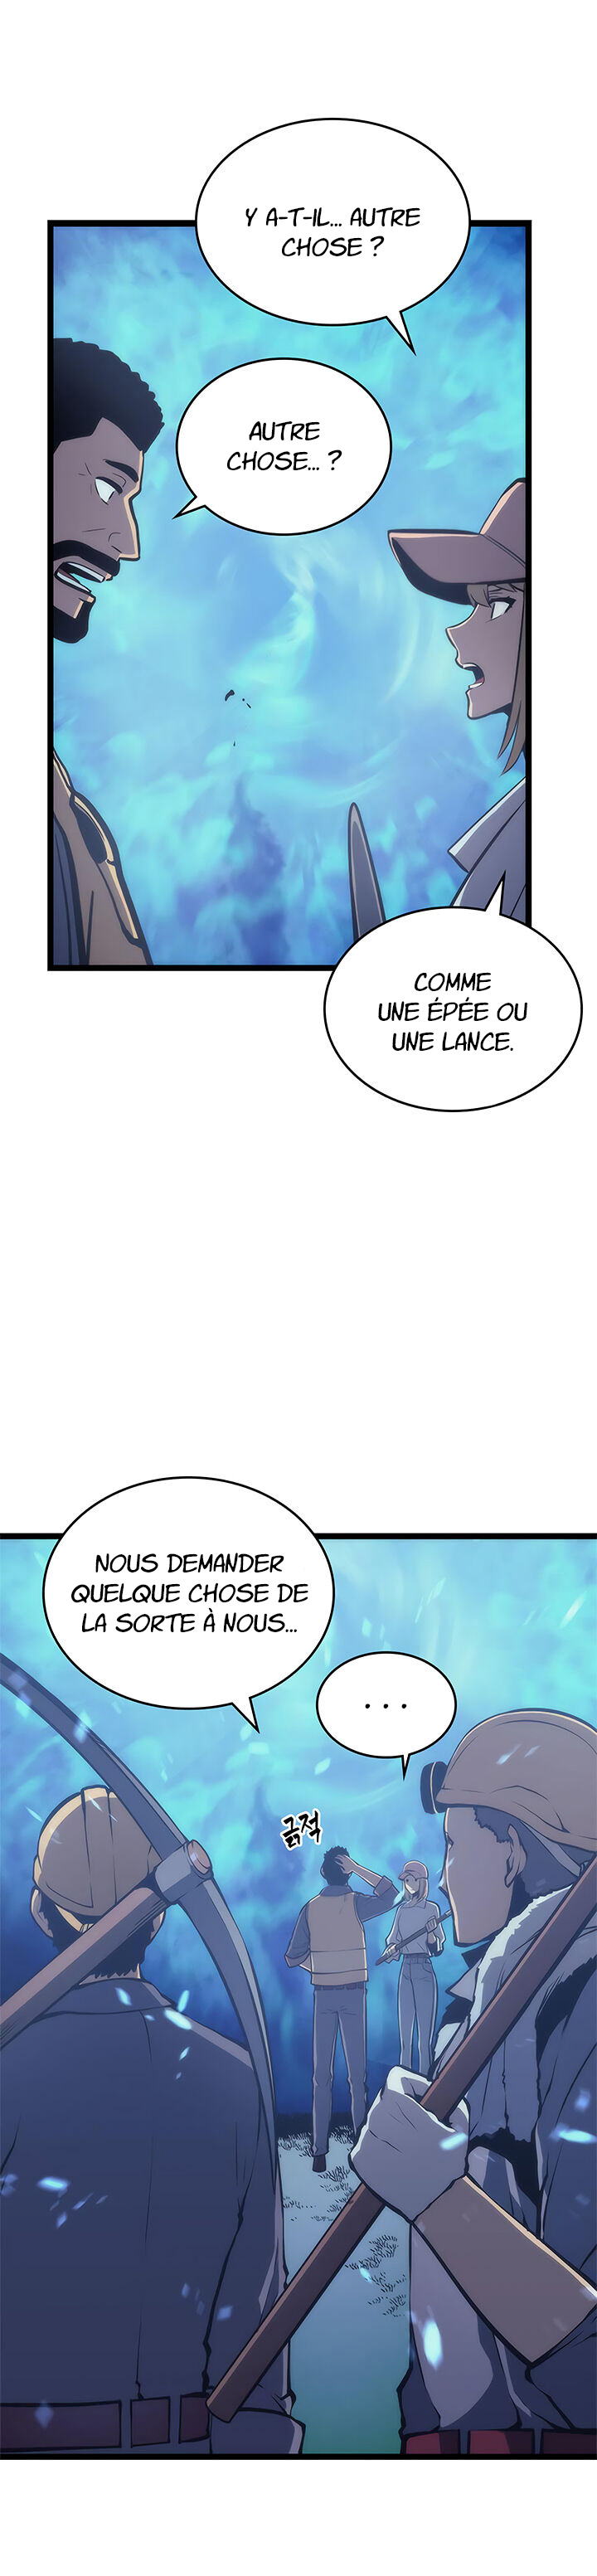 Y A-T-IL... AUTRE
CHOSE ?
AUTRE
CHOSE... ?
COMME
UNE ÉPÉE OU
UNE LANCE.
NOUS DEMANDER
QUELQUE CHOSE DE
LA SORTE À NOUS...
...
긁적